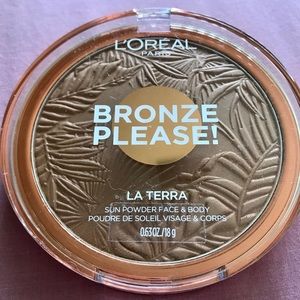 L'ORÉAL
PARIS
BRONZE
PLEASE!
LA TERRA
SUN POWDER FACE & BODY
POUDRE DE SOLEIL VISAGE & CORPS
0.63 OZ./18 g